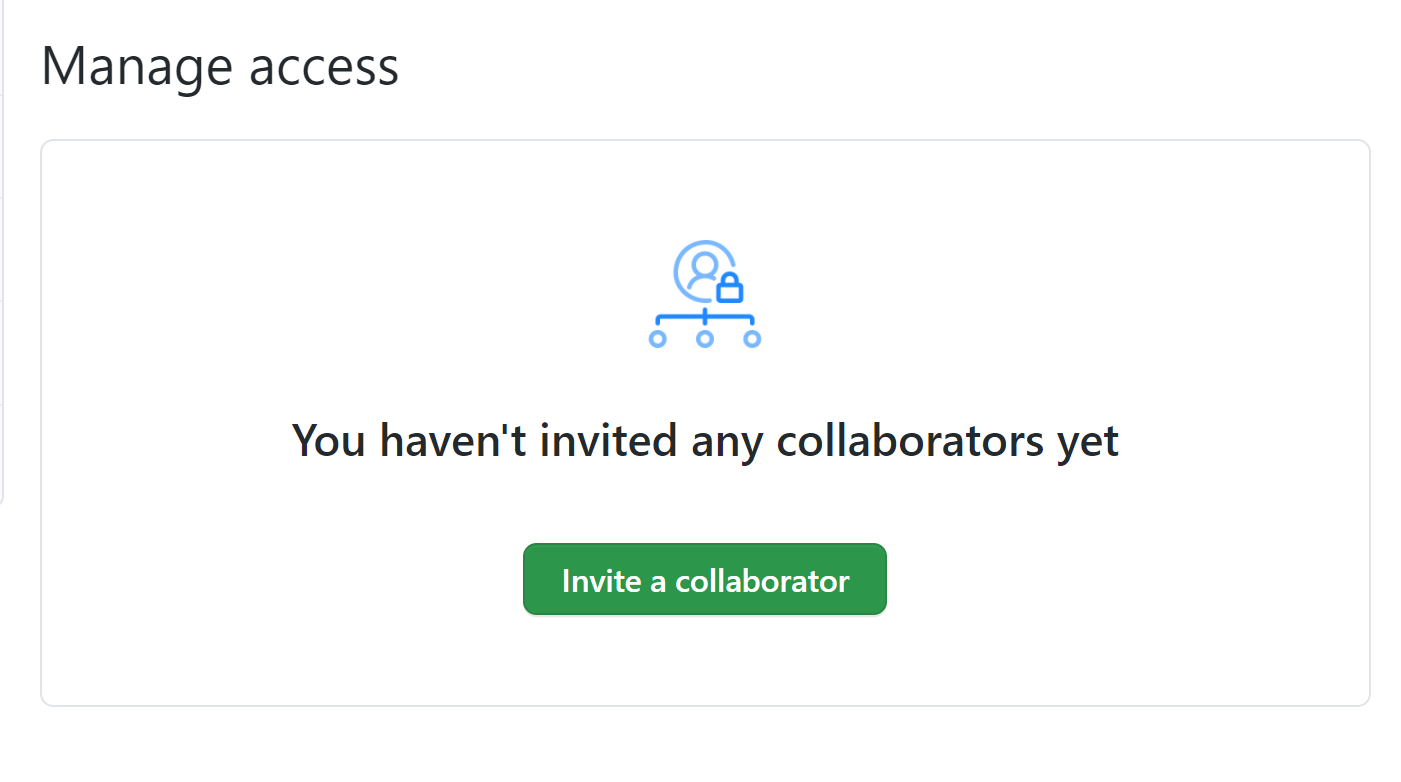 Manage access
You haven't invited any collaborators yet
Invite a collaborator